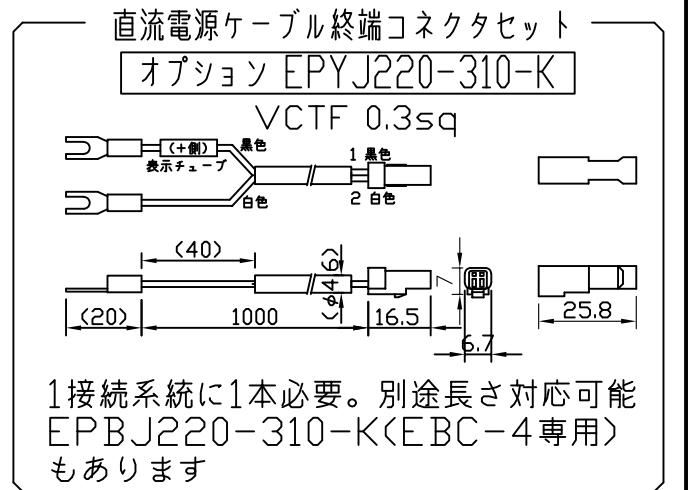 直流電源ケーブル終端コネクタセット
オプション EPYJ220-310-K
VCTF 0.3sq
(+側)
黒色
表示チューブ
白色
1 黒色
2 白色
(40)
(φ4.6)
7
(20)
1000
16.5
6.7
25.8
1接続系統に1本必要。別途長さ対応可能
EPBJ220-310-K(EBC-4専用)
もあります